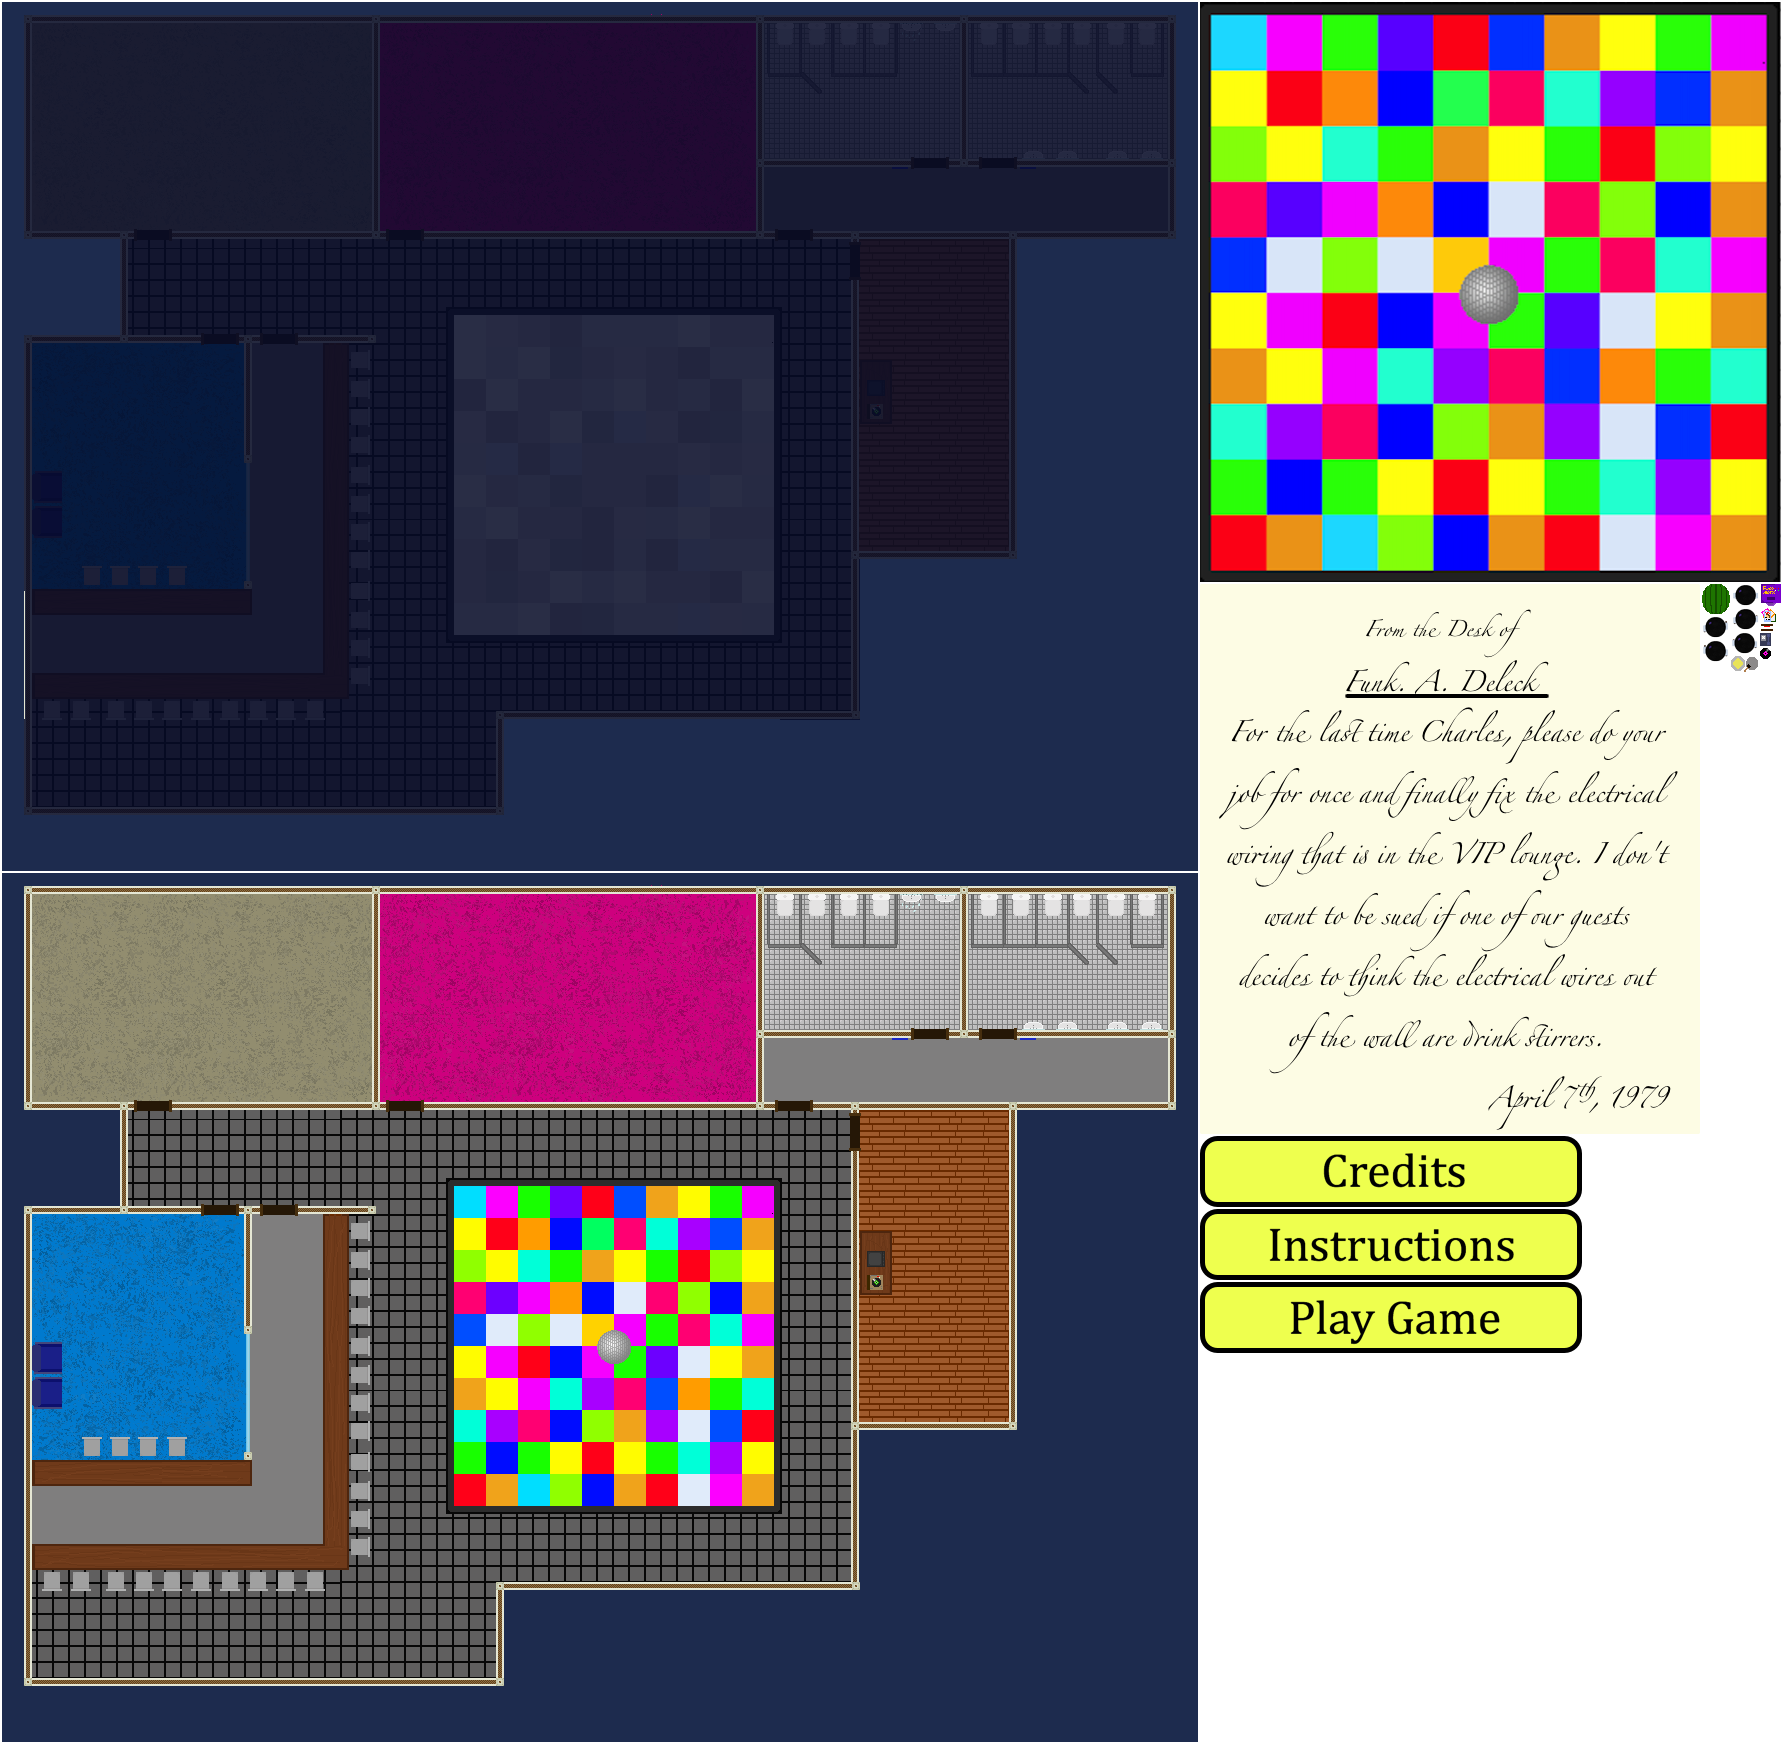 From the Desk of
Funk. A. Deleck
For the last time Charles, please do your
job for once and finally fix the electrical
wiring that is in the VIP lounge. I don't
want to be sued if one of our guests
decides to think the electrical wires out
of the wall are drink stirrers.
April 7th, 1979
Credits
Instructions
Play Game